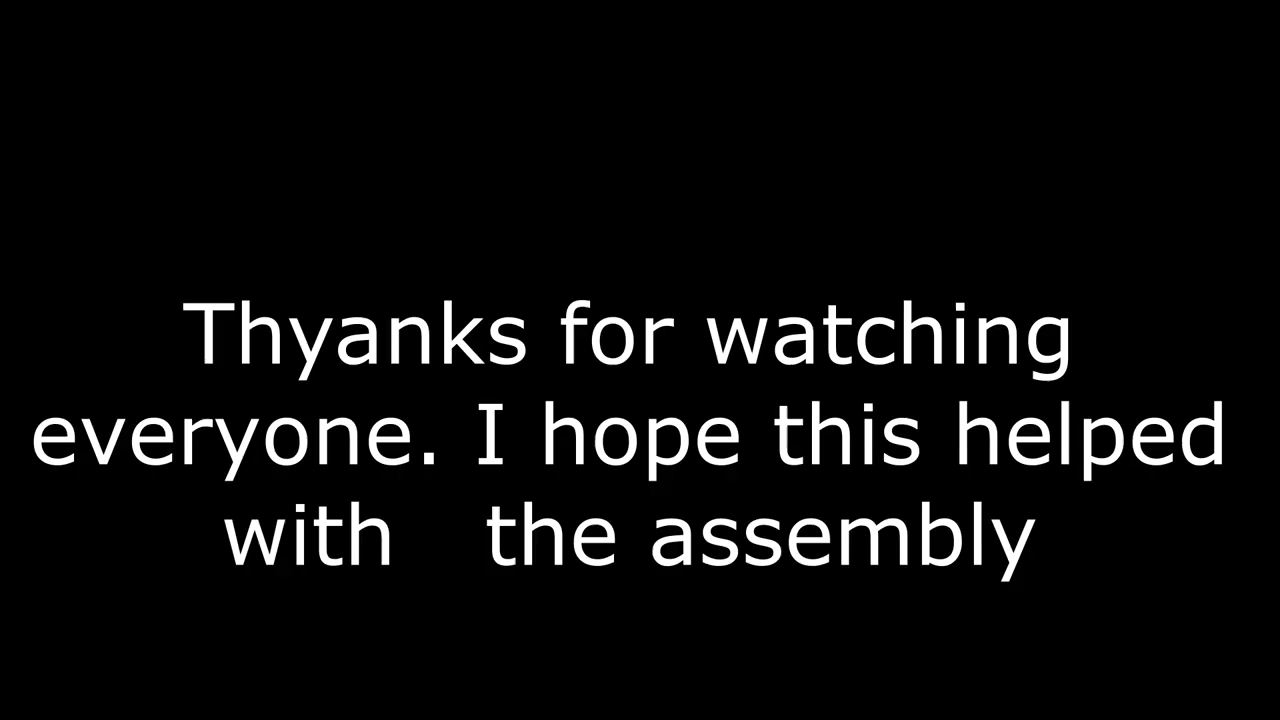 Thyanks for watching
everyone. I hope this helped
with   the assembly